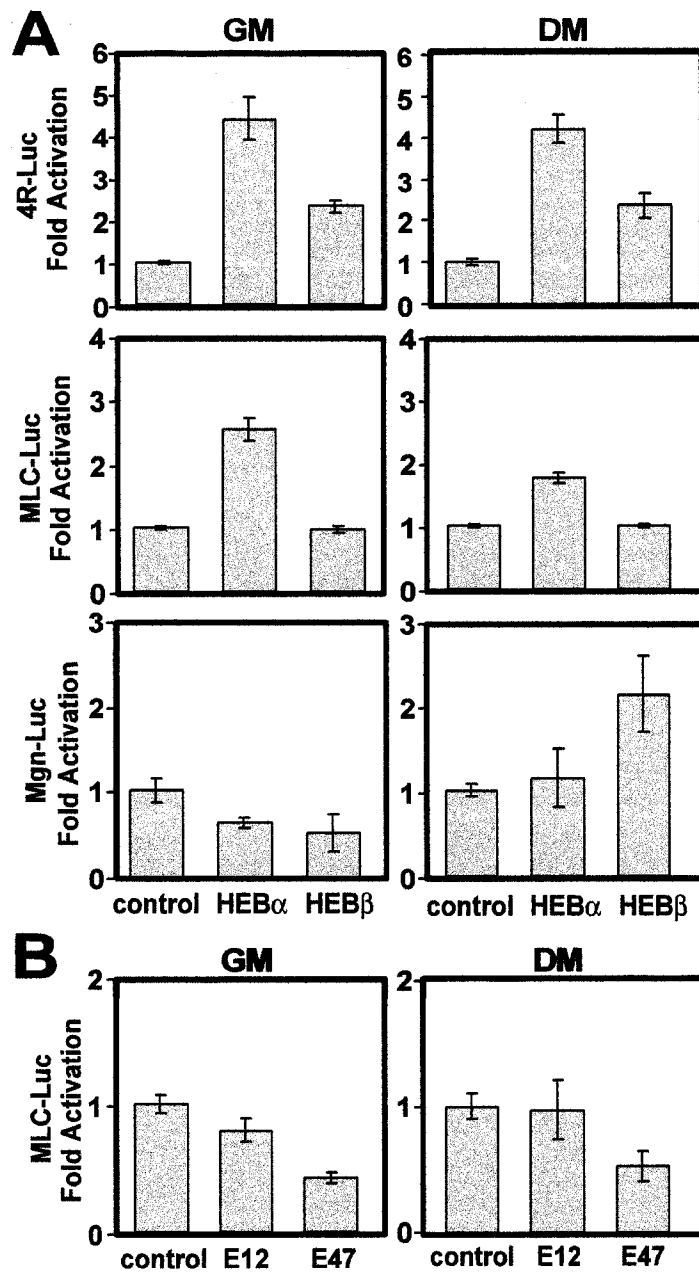 A
GM
DM
4R-Luc
Fold Activation
6
5
4
3
2
1
0
6
5
4
3
2
1
0
MLC-Luc
Fold Activation
4
3
2
1
0
4
3
2
1
0
Mgn-Luc
Fold Activation
3
2
1
0
3
2
1
0
control HEBα HEBβ
control HEBα HEBβ
B
GM
DM
MLC-Luc
Fold Activation
2
1
0
2
1
0
control E12 E47
control E12 E47